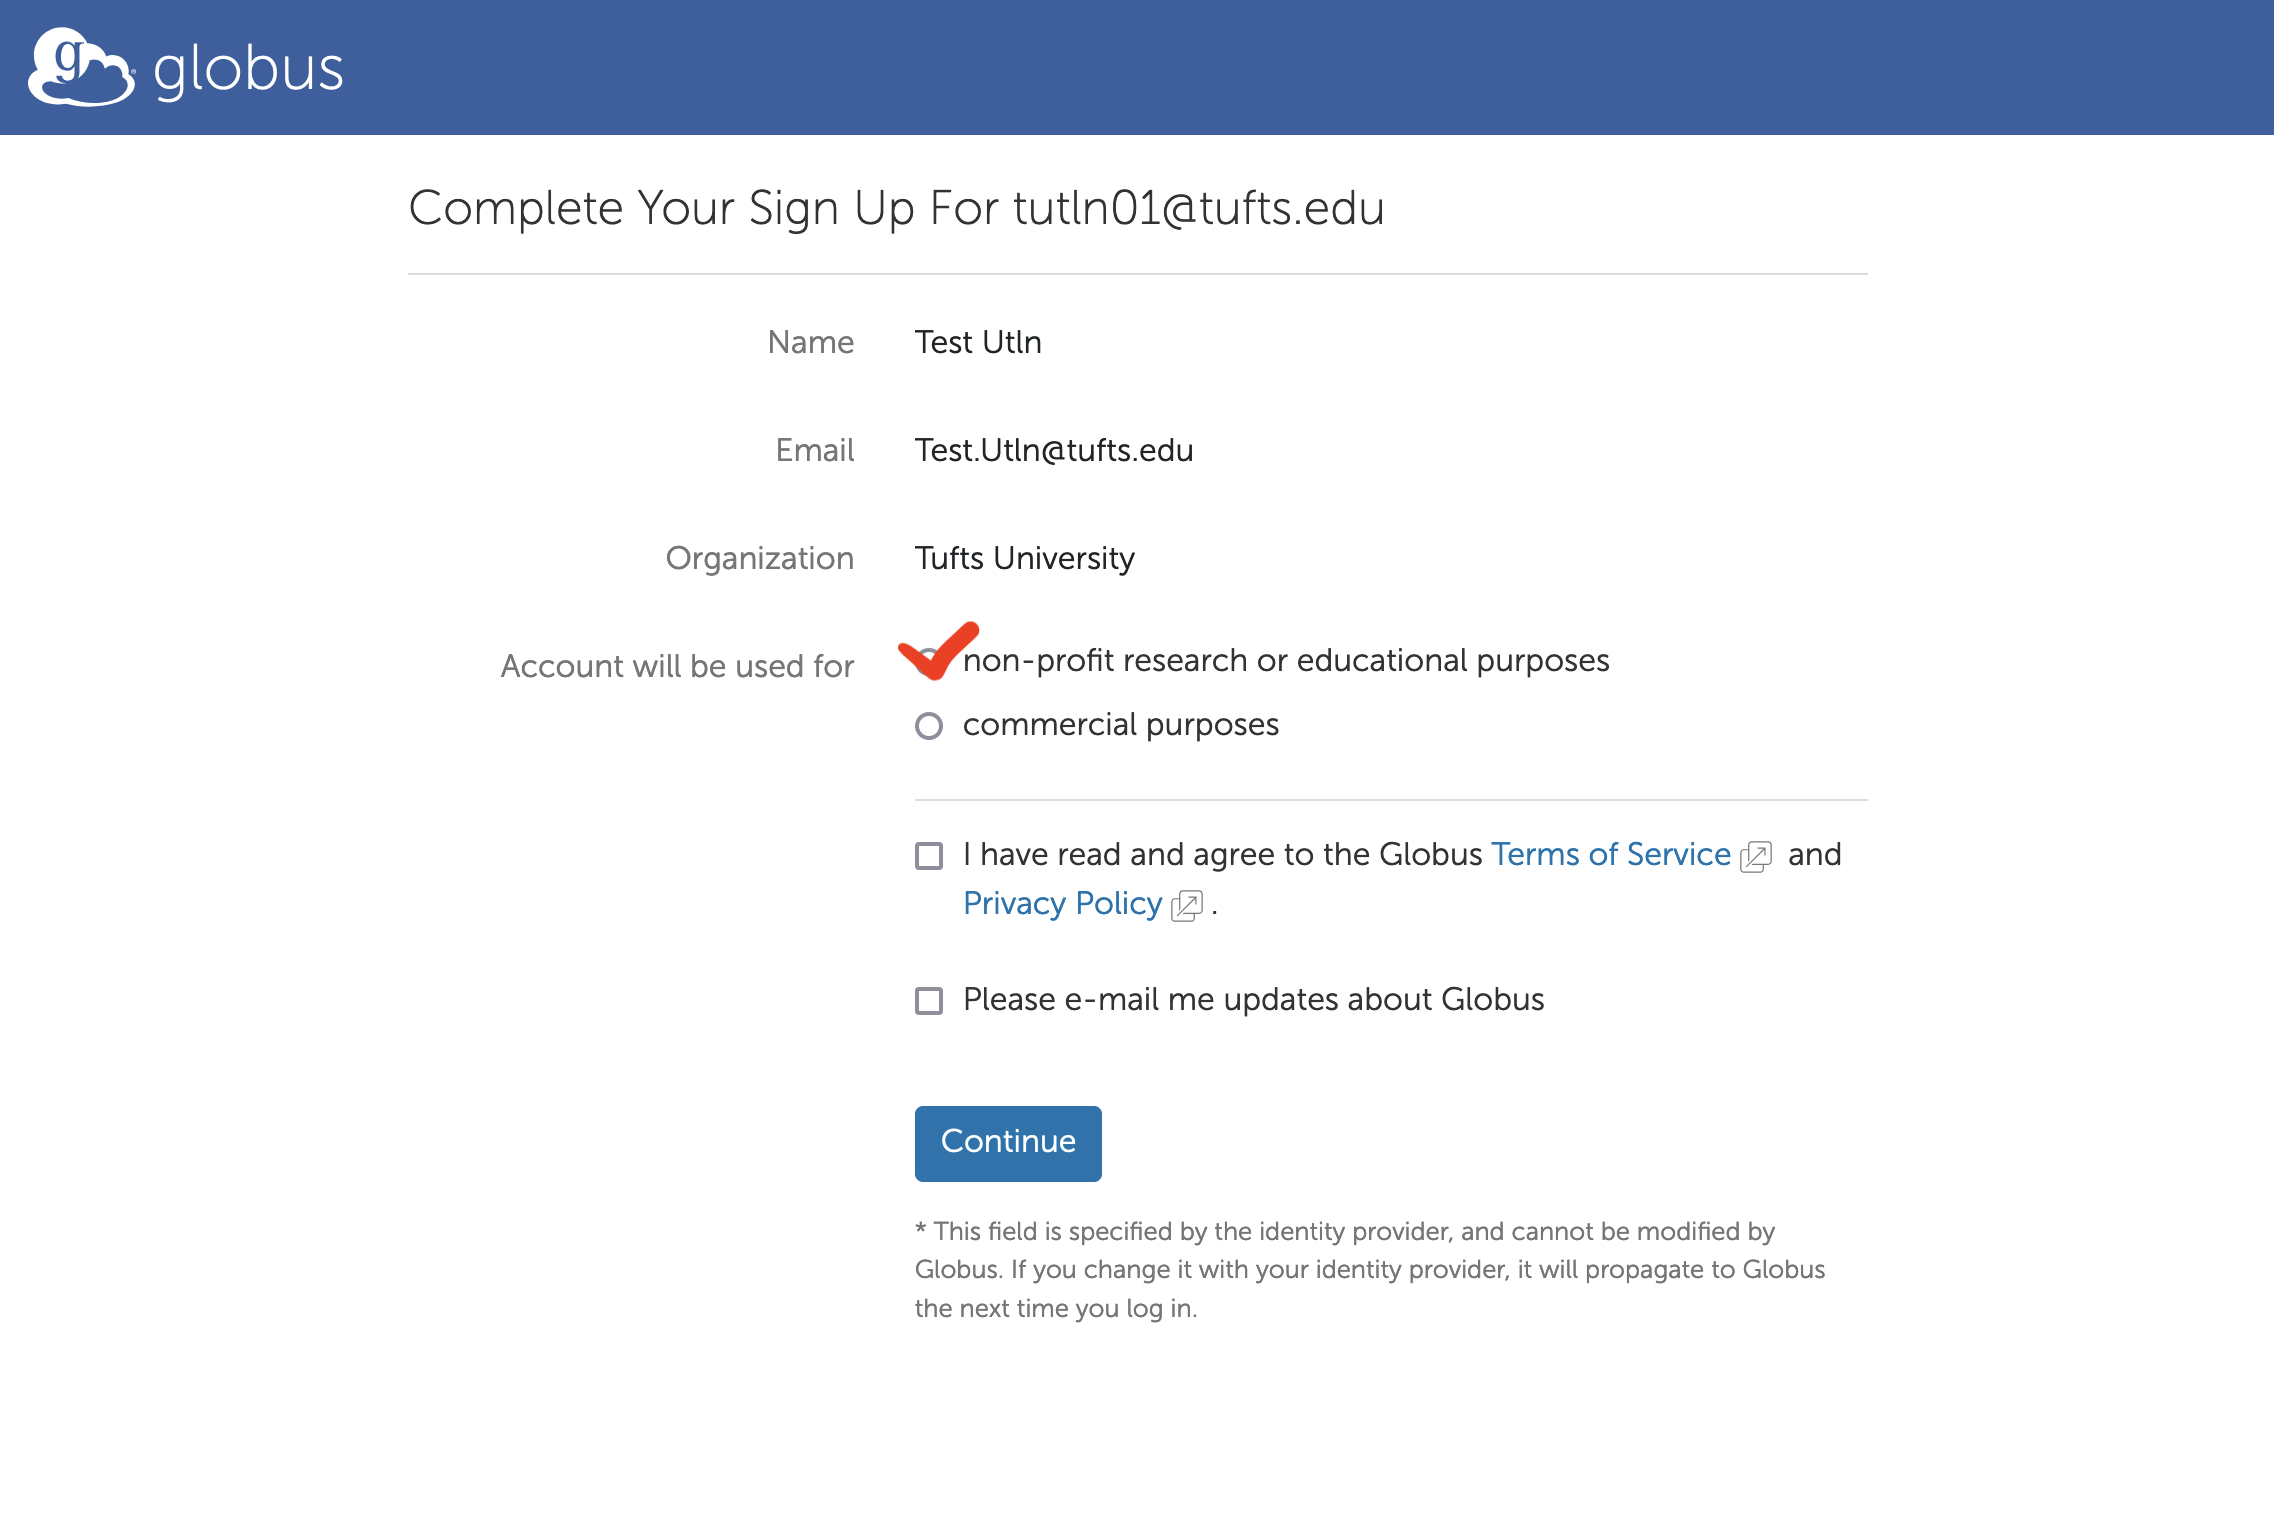 globus
Complete Your Sign Up For tutln01@tufts.edu
Name Test Utln
Email Test.Utln@tufts.edu
Organization Tufts University
Account will be used for non-profit research or educational purposes
commercial purposes
I have read and agree to the Globus Terms of Service and
Privacy Policy .
Please e-mail me updates about Globus
Continue
* This field is specified by the identity provider, and cannot be modified by
Globus. If you change it with your identity provider, it will propagate to Globus
the next time you log in.